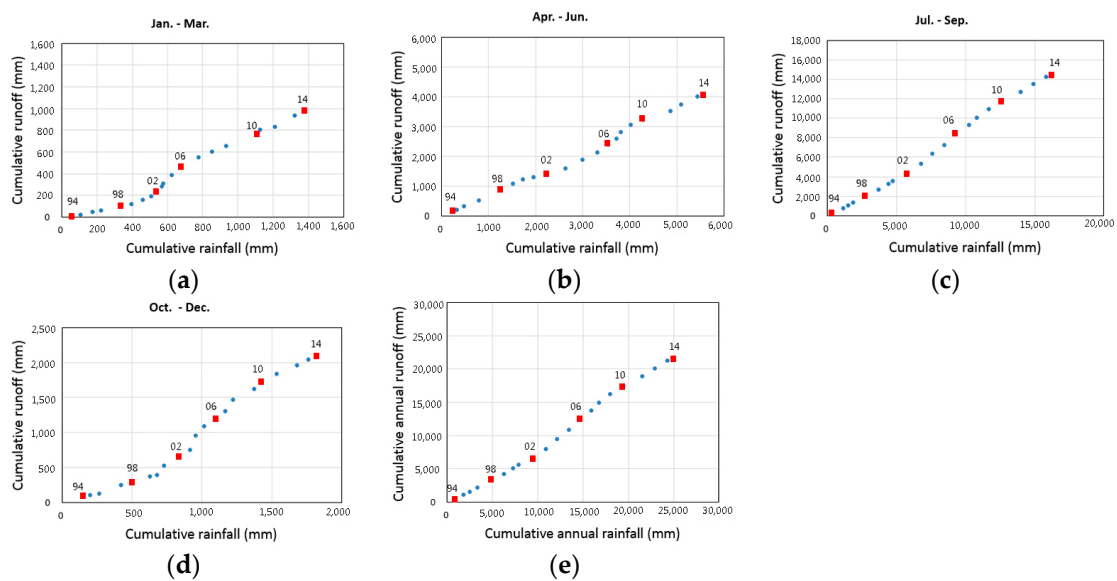 Jan. - Mar.
Cumulative runoff (mm)
1,600
1,400
1,200
1,000
800
600
400
200
0
94
98
02
06
10
14
0 200 400 600 800 1,000 1,200 1,400 1,600
Cumulative rainfall (mm)
(a)
Apr. - Jun.
Cumulative runoff (mm)
6,000
5,000
4,000
3,000
2,000
1,000
0
94
98
02
06
10
14
0 1,000 2,000 3,000 4,000 5,000 6,000
Cumulative rainfall (mm)
(b)
Jul. - Sep.
Cumulative runoff (mm)
18,000
16,000
14,000
12,000
10,000
8,000
6,000
4,000
2,000
0
94
98
02
06
10
14
0 5,000 10,000 15,000 20,000
Cumulative rainfall (mm)
(c)
Oct. - Dec.
Cumulative runoff (mm)
2,500
2,000
1,500
1,000
500
0
94
98
02
06
10
14
0 500 1,000 1,500 2,000
Cumulative rainfall (mm)
(d)
Cumulative annual runoff (mm)
30,000
25,000
20,000
15,000
10,000
5,000
0
94
98
02
06
10
14
0 5,000 10,000 15,000 20,000 25,000 30,000
Cumulative annual rainfall (mm)
(e)